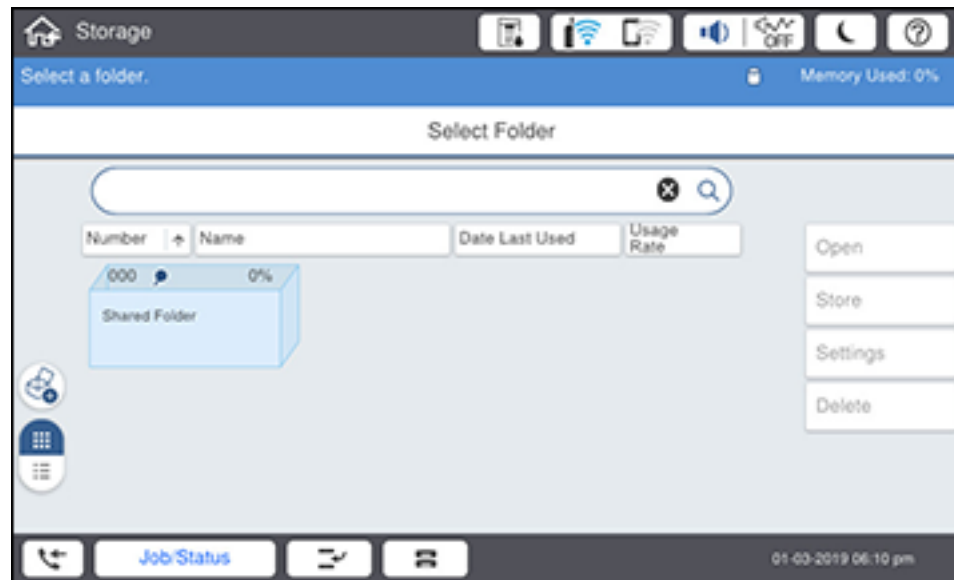 Storage
OFF
Select a folder.
Memory Used: 0%
Select Folder
Number
Name
Date Last Used
Usage
Rate
000
0%
Shared Folder
Open
Store
Settings
Delete
Job/Status
01-03-2019 06:10 pm